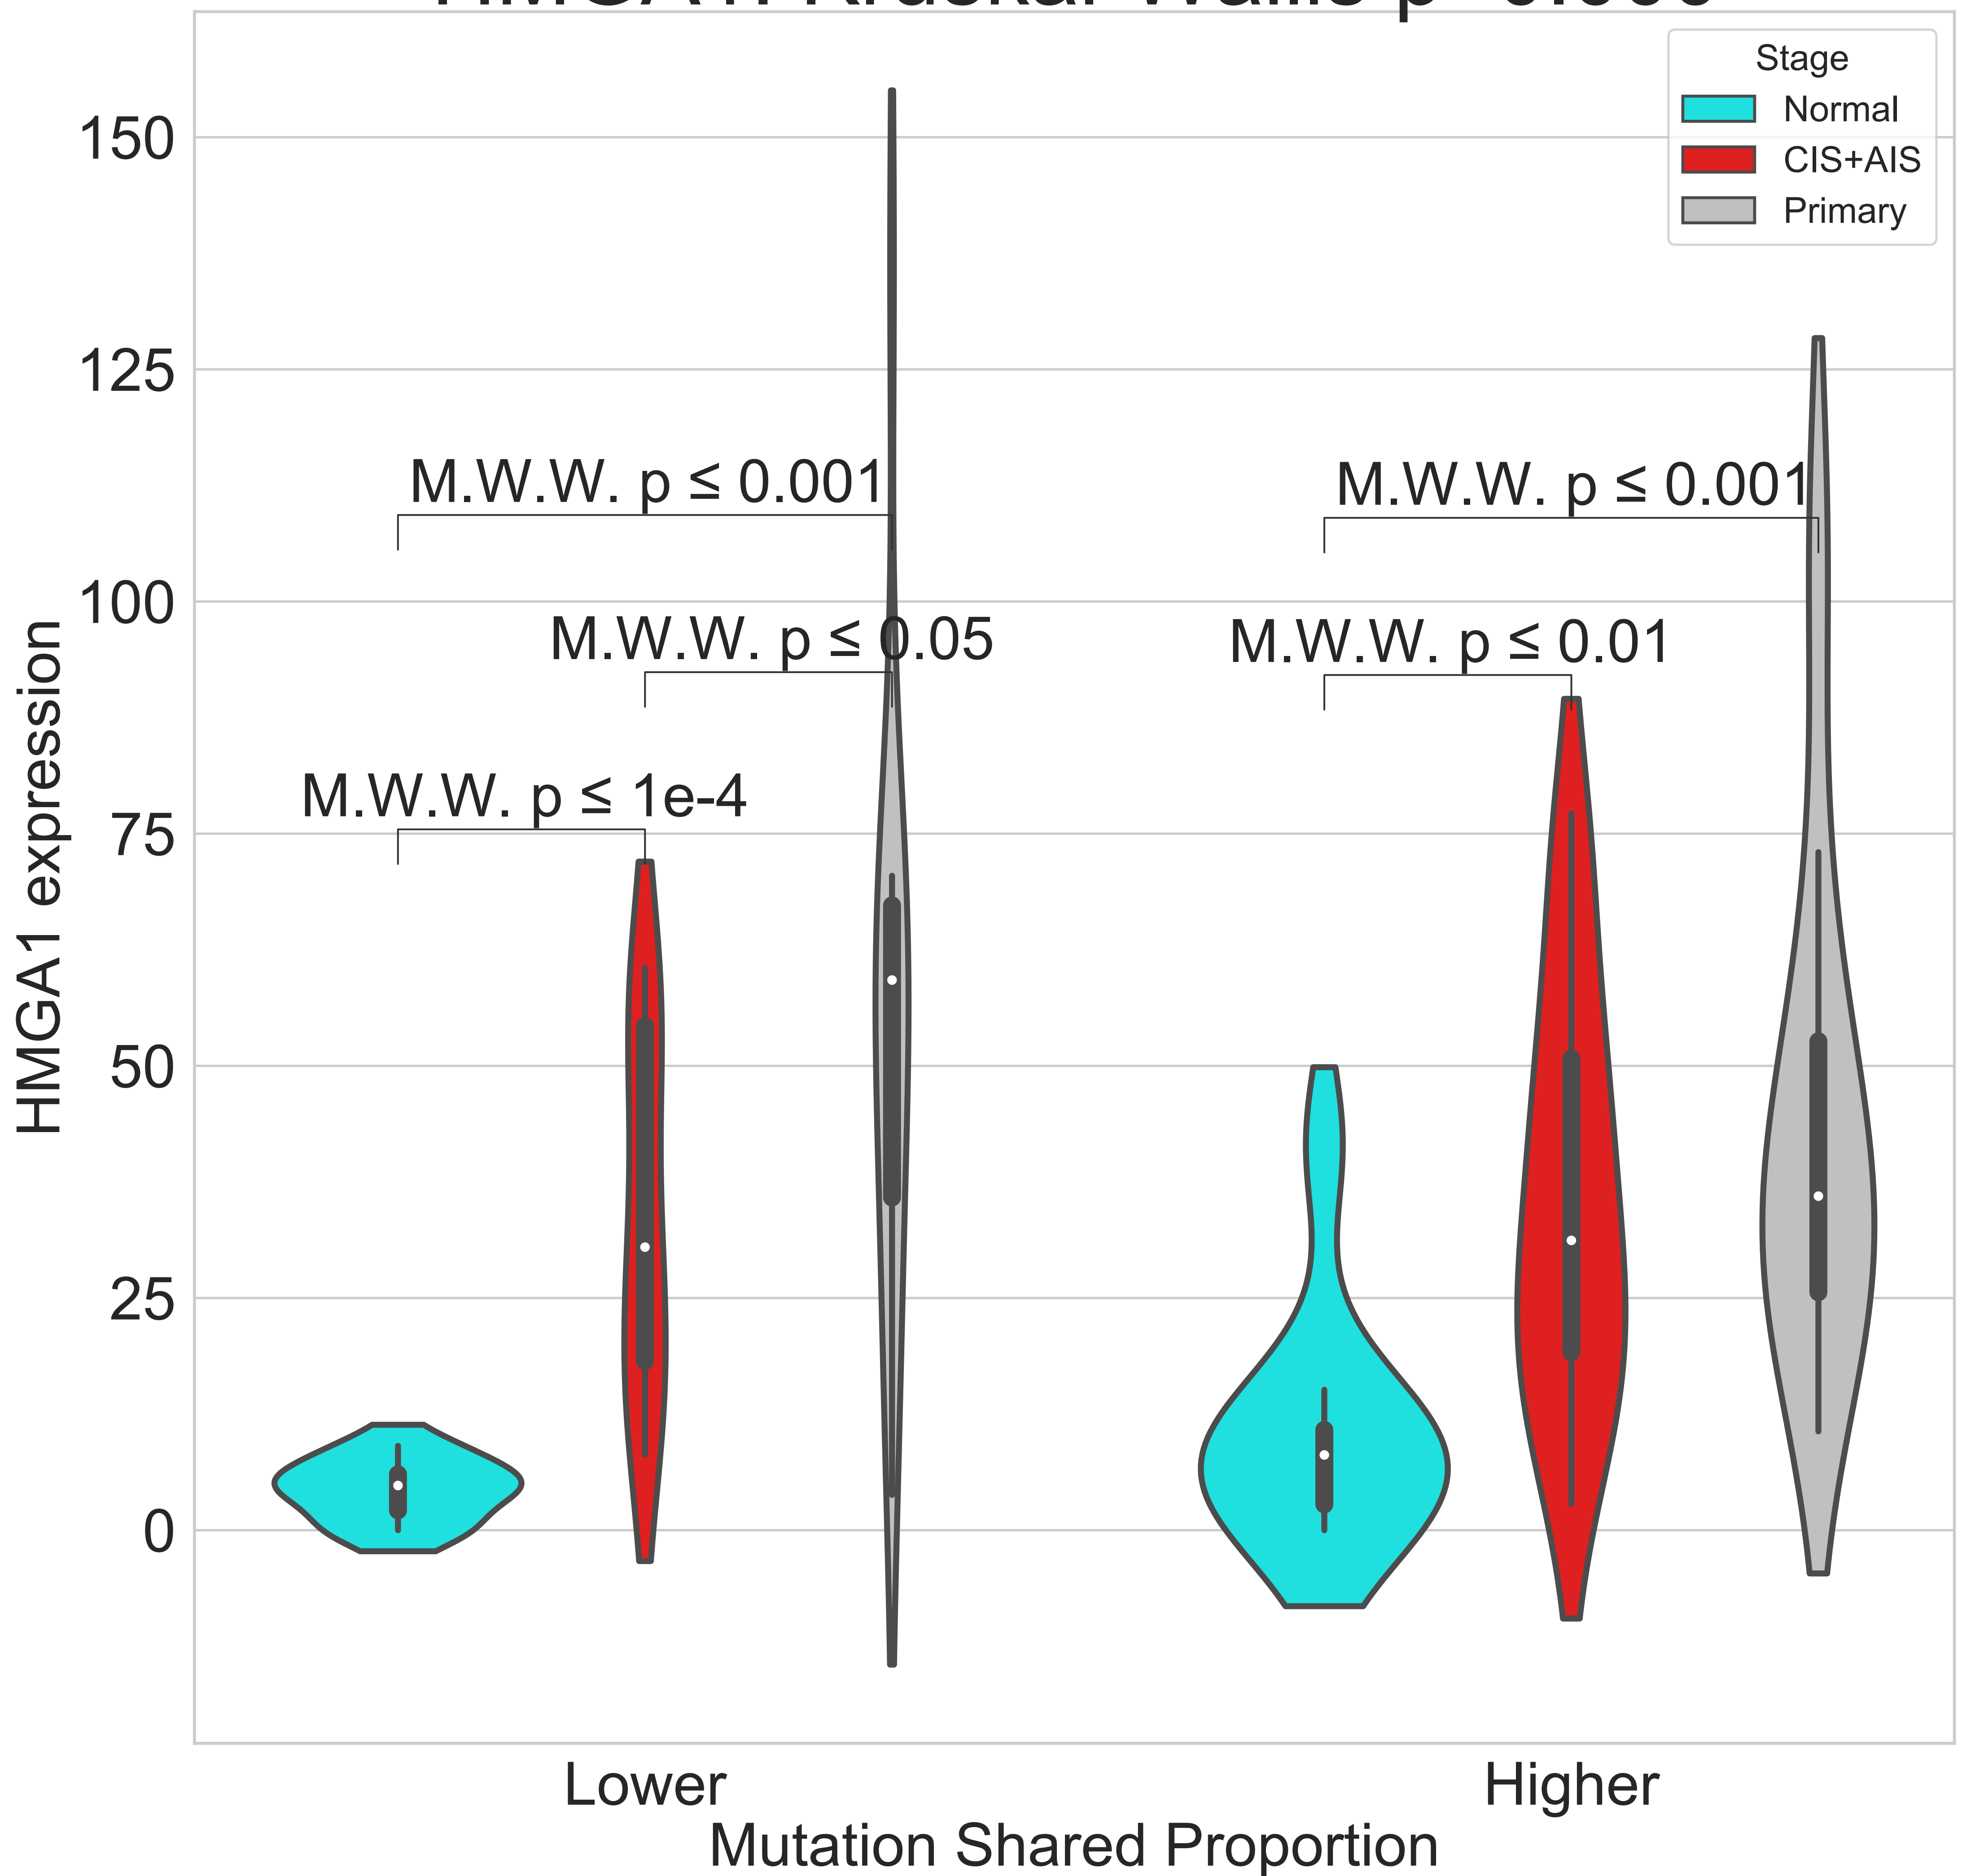 Stage
Normal
CIS+AIS
Primary
150
125
100
75
50
25
0
HMGA1 expression
M.W.W. p ≤ 0.001
M.W.W. p ≤ 0.001
M.W.W. p ≤ 0.05
M.W.W. p ≤ 0.01
M.W.W. p ≤ 1e-4
Lower
Higher
Mutation Shared Proportion